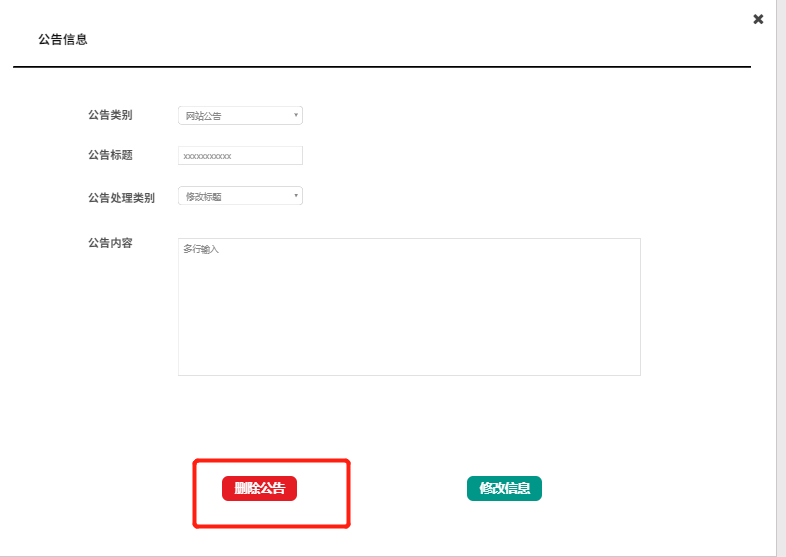 公告信息
公告类别 网站公告
公告标题 xxxxxxxxxxx
公告处理类别 修改标题
公告内容 多行输入
删除公告 修改信息